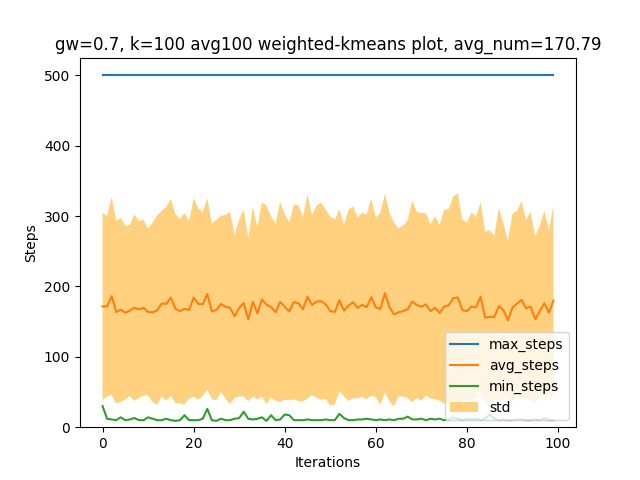 gw=0.7, k=100 avg100 weighted-kmeans plot, avg_num=170.79
500
400
300
200
100
0
Steps
max_steps
avg_steps
min_steps
std
0
20
40
60
80
100
Iterations